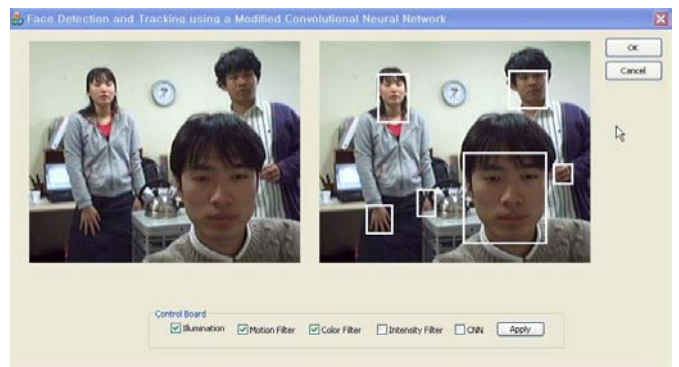 Face Detection and Tracking using a Modified Convolutional Neural Network
OK
Cancel
Control Board
Illumination
Motion Filter
Color Filter
Intensity Filter
CNN
Apply